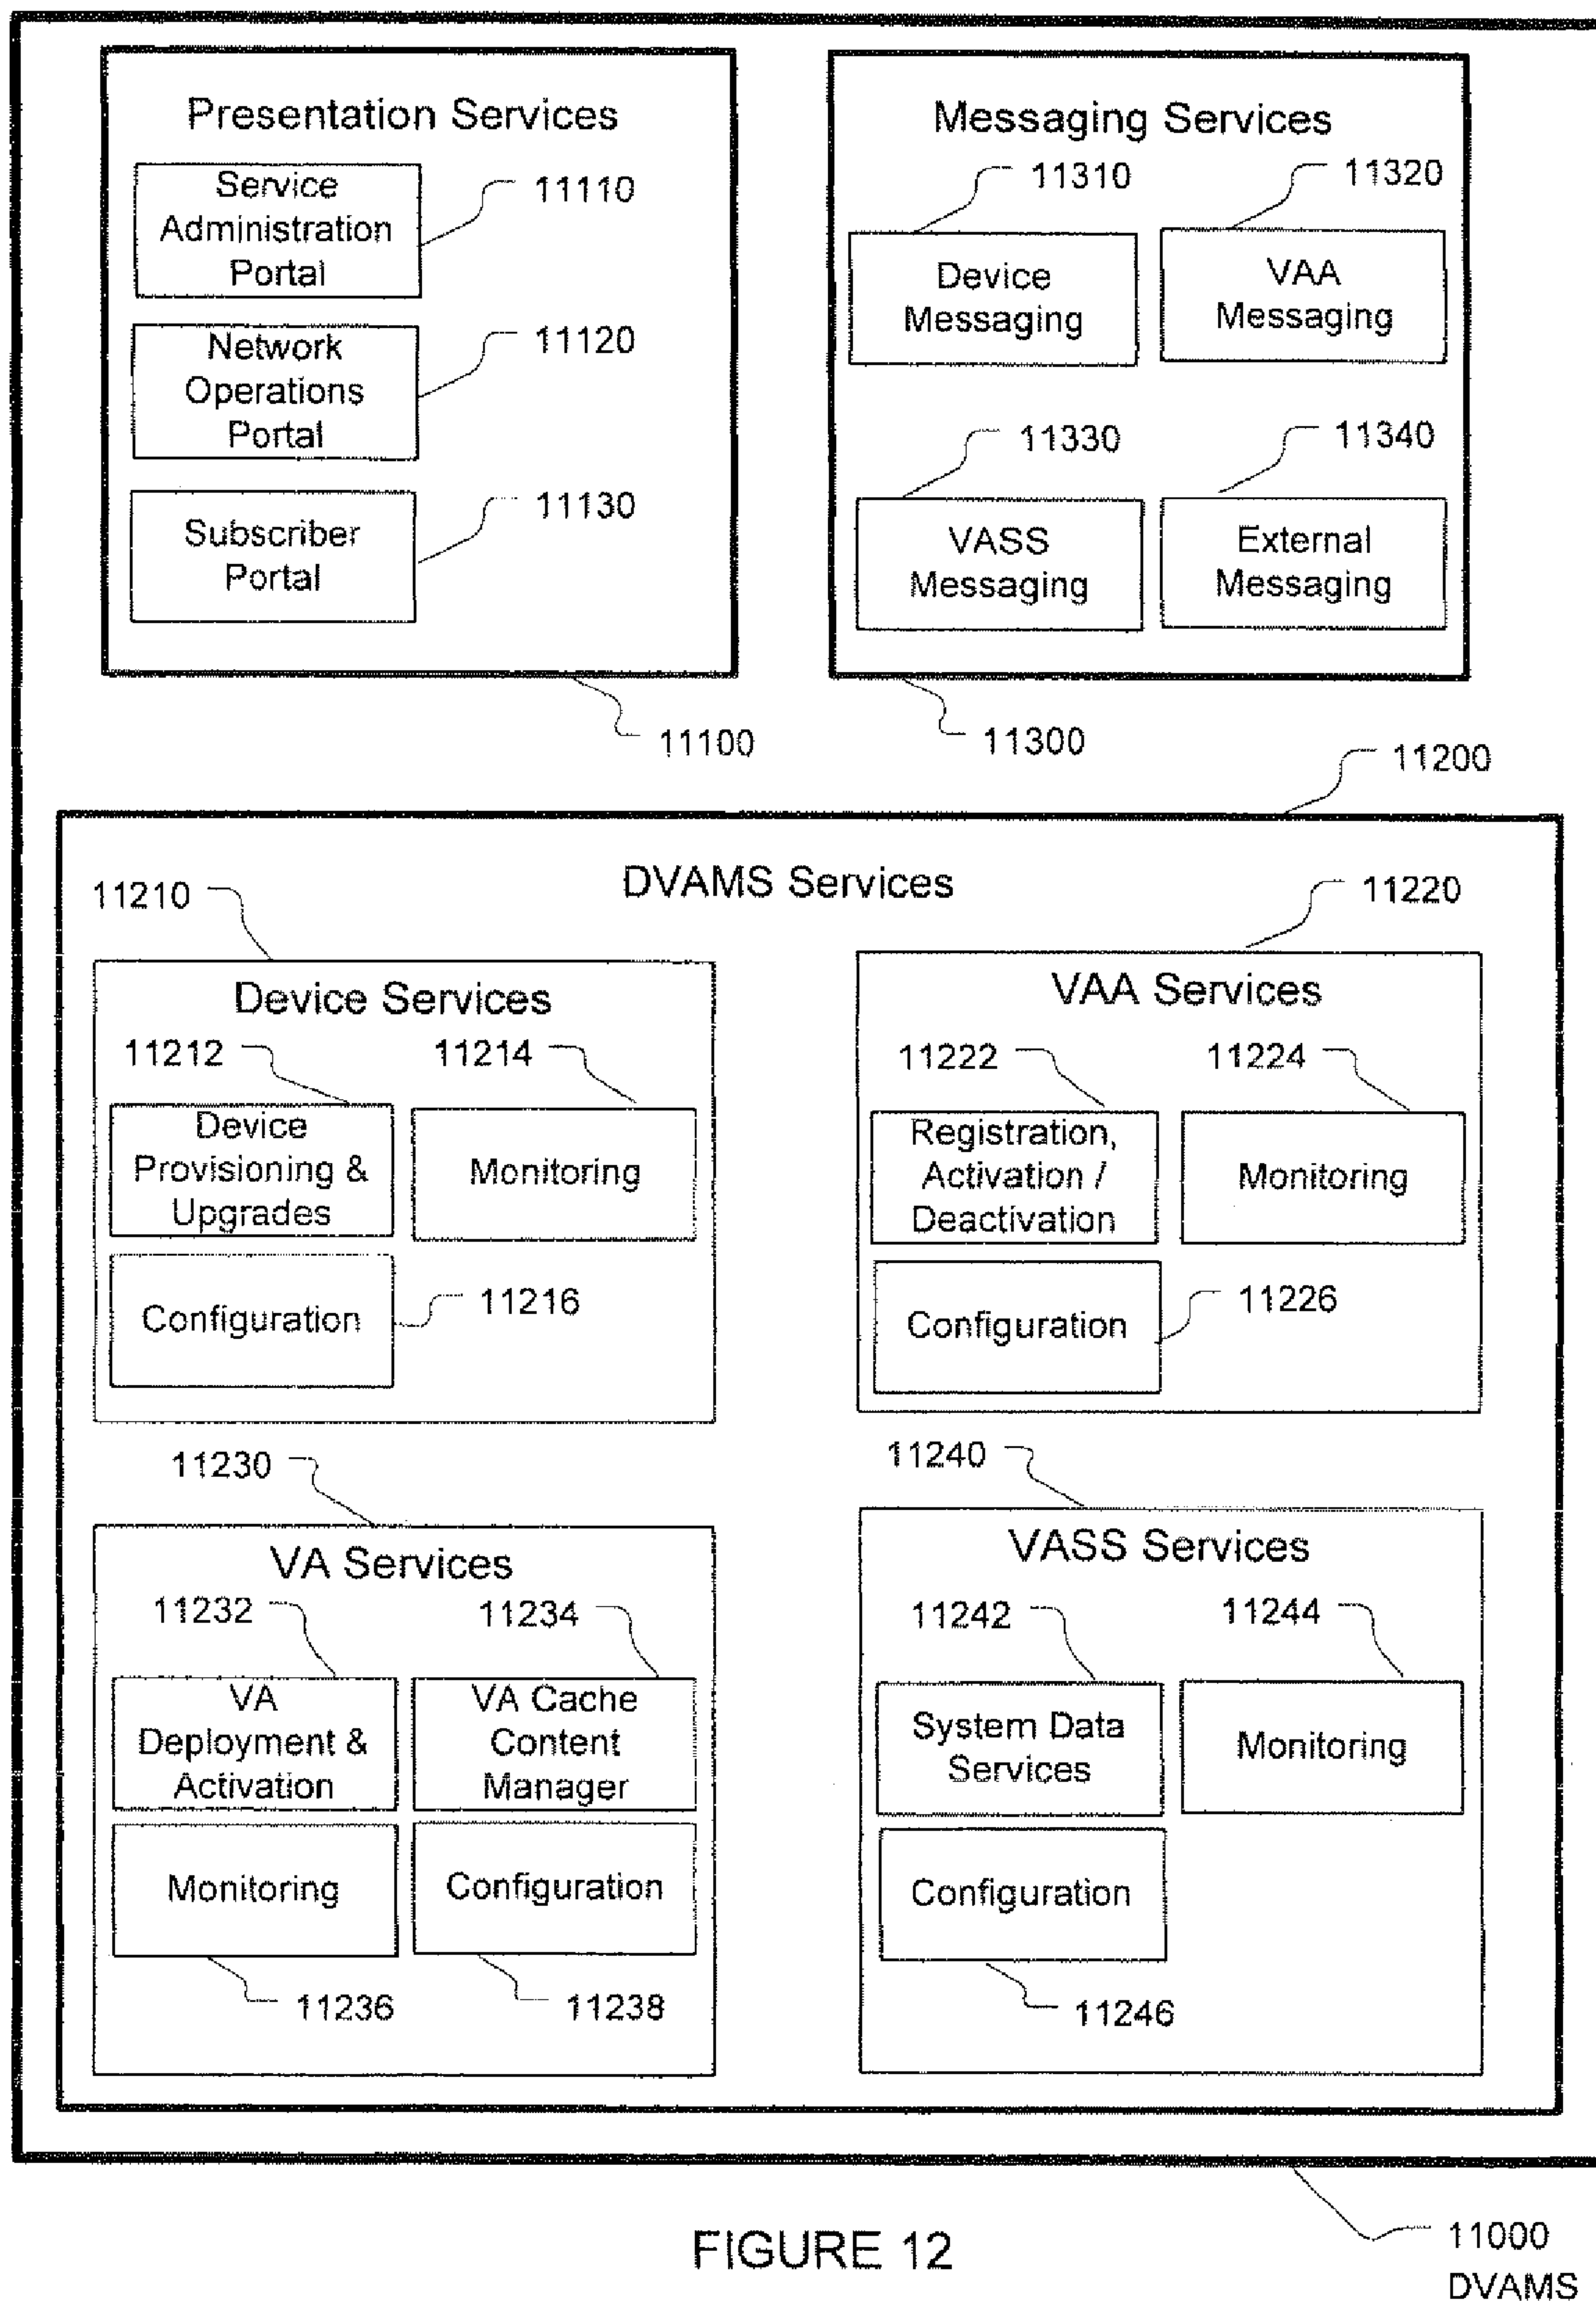 Presentation Services
Service
Administration
Portal
11110
Network
Operations
Portal
11120
Subscriber
Portal
11130
11100
Messaging Services
11310
11320
Device
Messaging
VAA
Messaging
11330
11340
VASS
Messaging
External
Messaging
11300
11200
DVAMS Services
11210
Device Services
11212
11214
Device
Provisioning &
Upgrades
Monitoring
Configuration
11216
11220
VAA Services
11222
11224
Registration,
Activation /
Deactivation
Monitoring
Configuration
11226
11230
VA Services
11232
11234
VA
Deployment &
Activation
VA Cache
Content
Manager
Monitoring
Configuration
11236
11238
11240
VASS Services
11242
11244
System Data
Services
Monitoring
Configuration
11246
11000
DVAMS
FIGURE 12